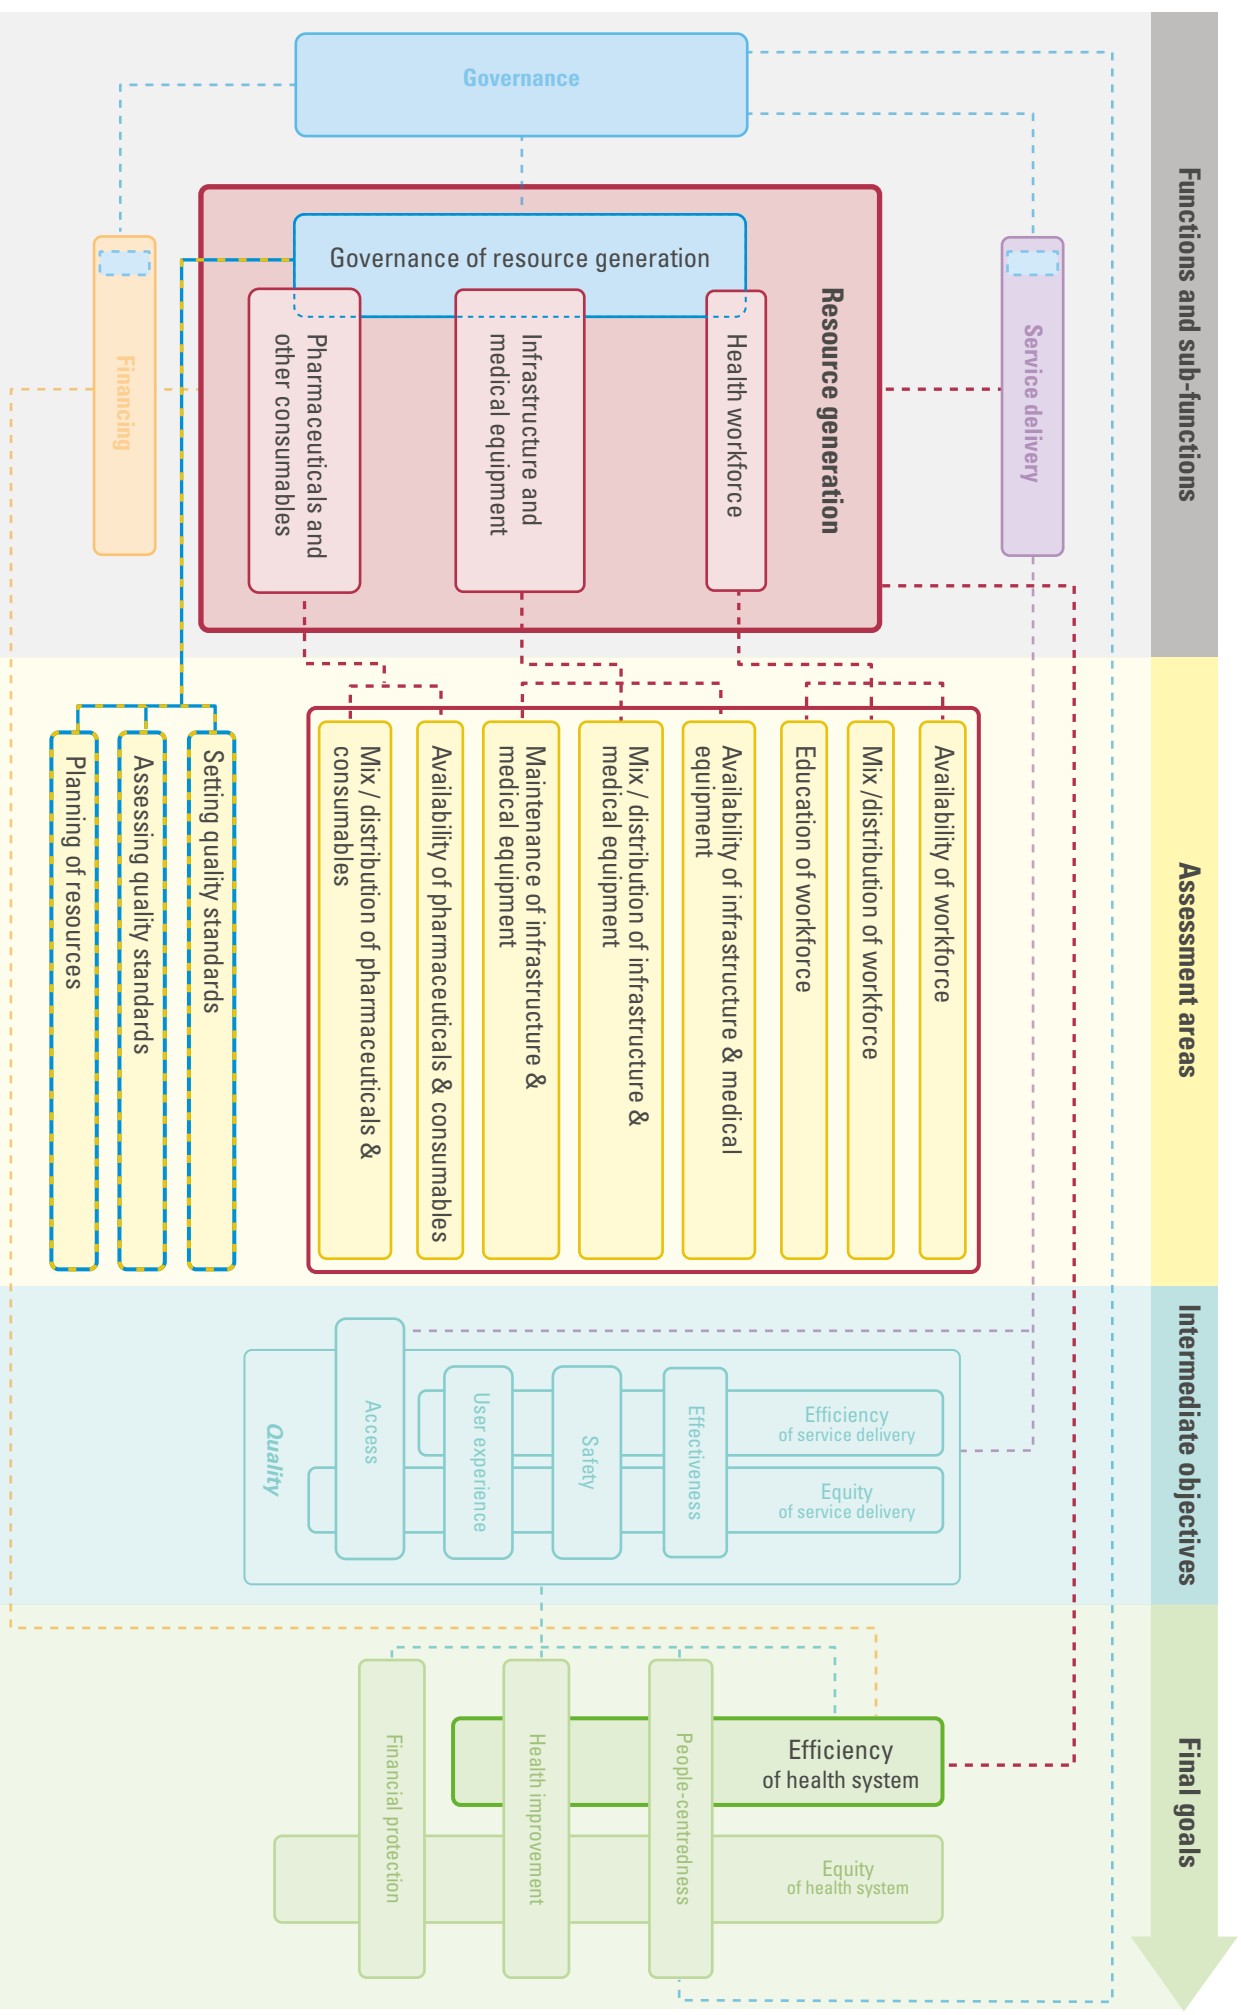 Functions and sub-functions
Governance
Financing
Resource generation
Governance of resource generation
Pharmaceuticals and
other consumables
Infrastructure and
medical equipment
Health workforce
Service delivery
Assessment areas
Planning of resources
Assessing quality standards
Setting quality standards
Mix / distribution of pharmaceuticals &
consumables
Availability of pharmaceuticals & consumables
Maintenance of infrastructure &
medical equipment
Mix / distribution of infrastructure &
medical equipment
Availability of infrastructure & medical
equipment
Education of workforce
Mix /distribution of workforce
Availability of workforce
Intermediate objectives
Quality
Access
User experience
Safety
Effectiveness
Efficiency
of service delivery
Equity
of service delivery
Final goals
Financial protection
Health improvement
People-centredness
Efficiency
of health system
Equity
of health system